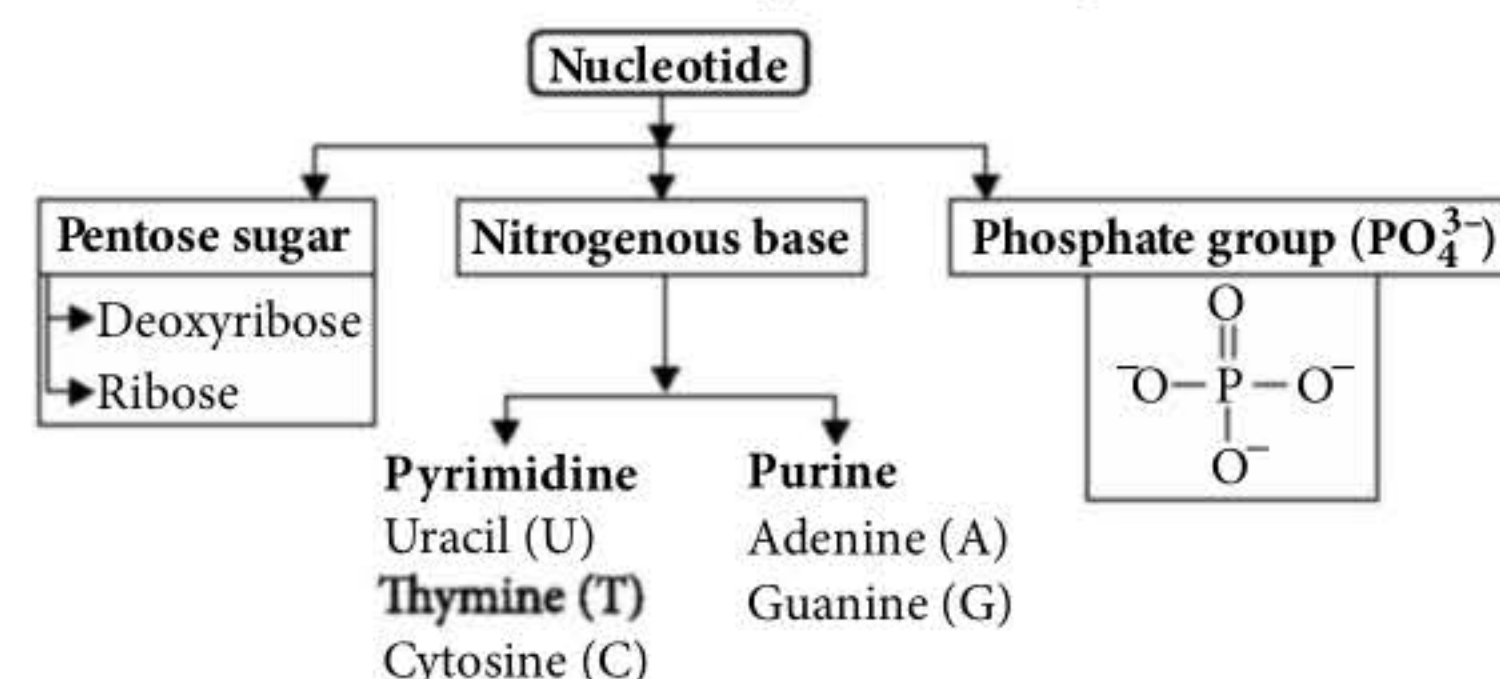 Nucleotide
Pentose sugar
Deoxyribose
Ribose
Nitrogenous base
Pyrimidine
Uracil (U)
Thymine (T)
Cytosine (C)
Purine
Adenine (A)
Guanine (G)
Phosphate group (PO₄³⁻)
O
⁻O—P—O⁻
O⁻